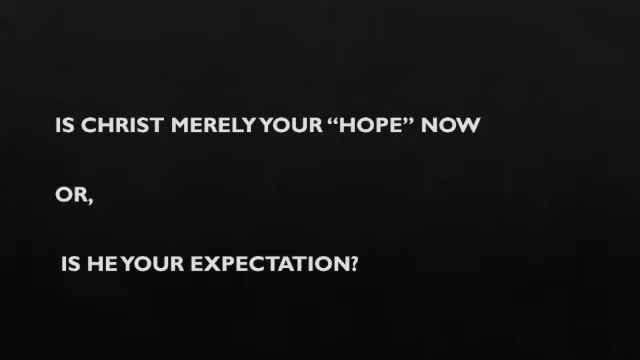 IS CHRIST MERELY YOUR “HOPE” NOW
OR,
IS HE YOUR EXPECTATION?